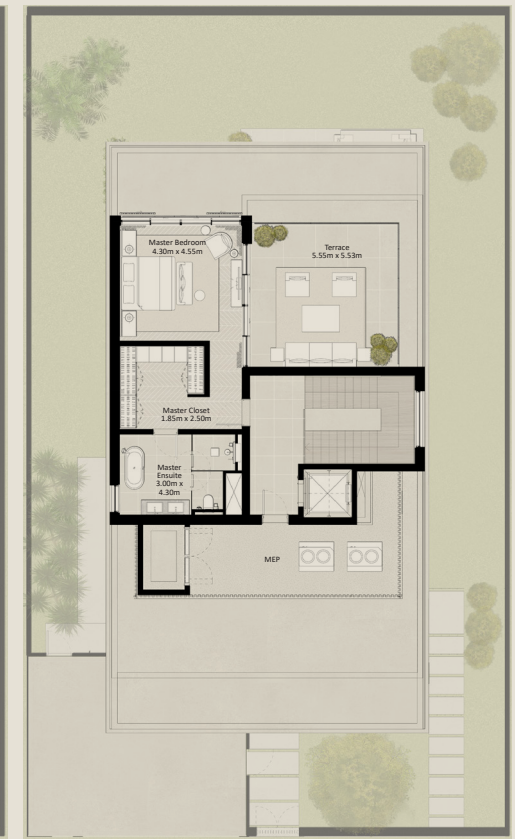 Master Bedroom
4.30m x 4.55m
Terrace
5.55m x 5.53m
Master Closet
1.85m x 2.50m
Master
Ensuite
3.00m x
4.30m
MEP